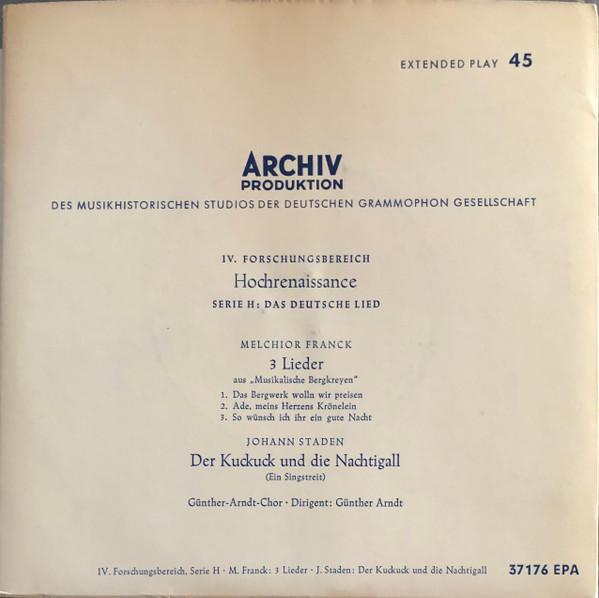 EXTENDED PLAY 45
ARCHIV
PRODUKTION
DES MUSIKHISTORISCHEN STUDIOS DER DEUTSCHEN GRAMMOPHON GESELLSCHAFT
IV. FORSCHUNGSBEREICH
Hochrenaissance
SERIE H: DAS DEUTSCHE LIED
MELCHIOR FRANCK
3 Lieder
aus „Musikalische Bergkreyen"
1. Das Bergwerk wolln wir preisen
2. Ade, meins Herzens Krönelein
3. So wünsch ich ihr ein gute Nacht
JOHANN STADEN
Der Kuckuck und die Nachtigall
(Ein Singstreit)
Günther-Arndt-Chor · Dirigent: Günther Arndt
IV. Forschungsbereich, Serie H · M. Franck: 3 Lieder · J. Staden: Der Kuckuck und die Nachtigall 37176 EPA